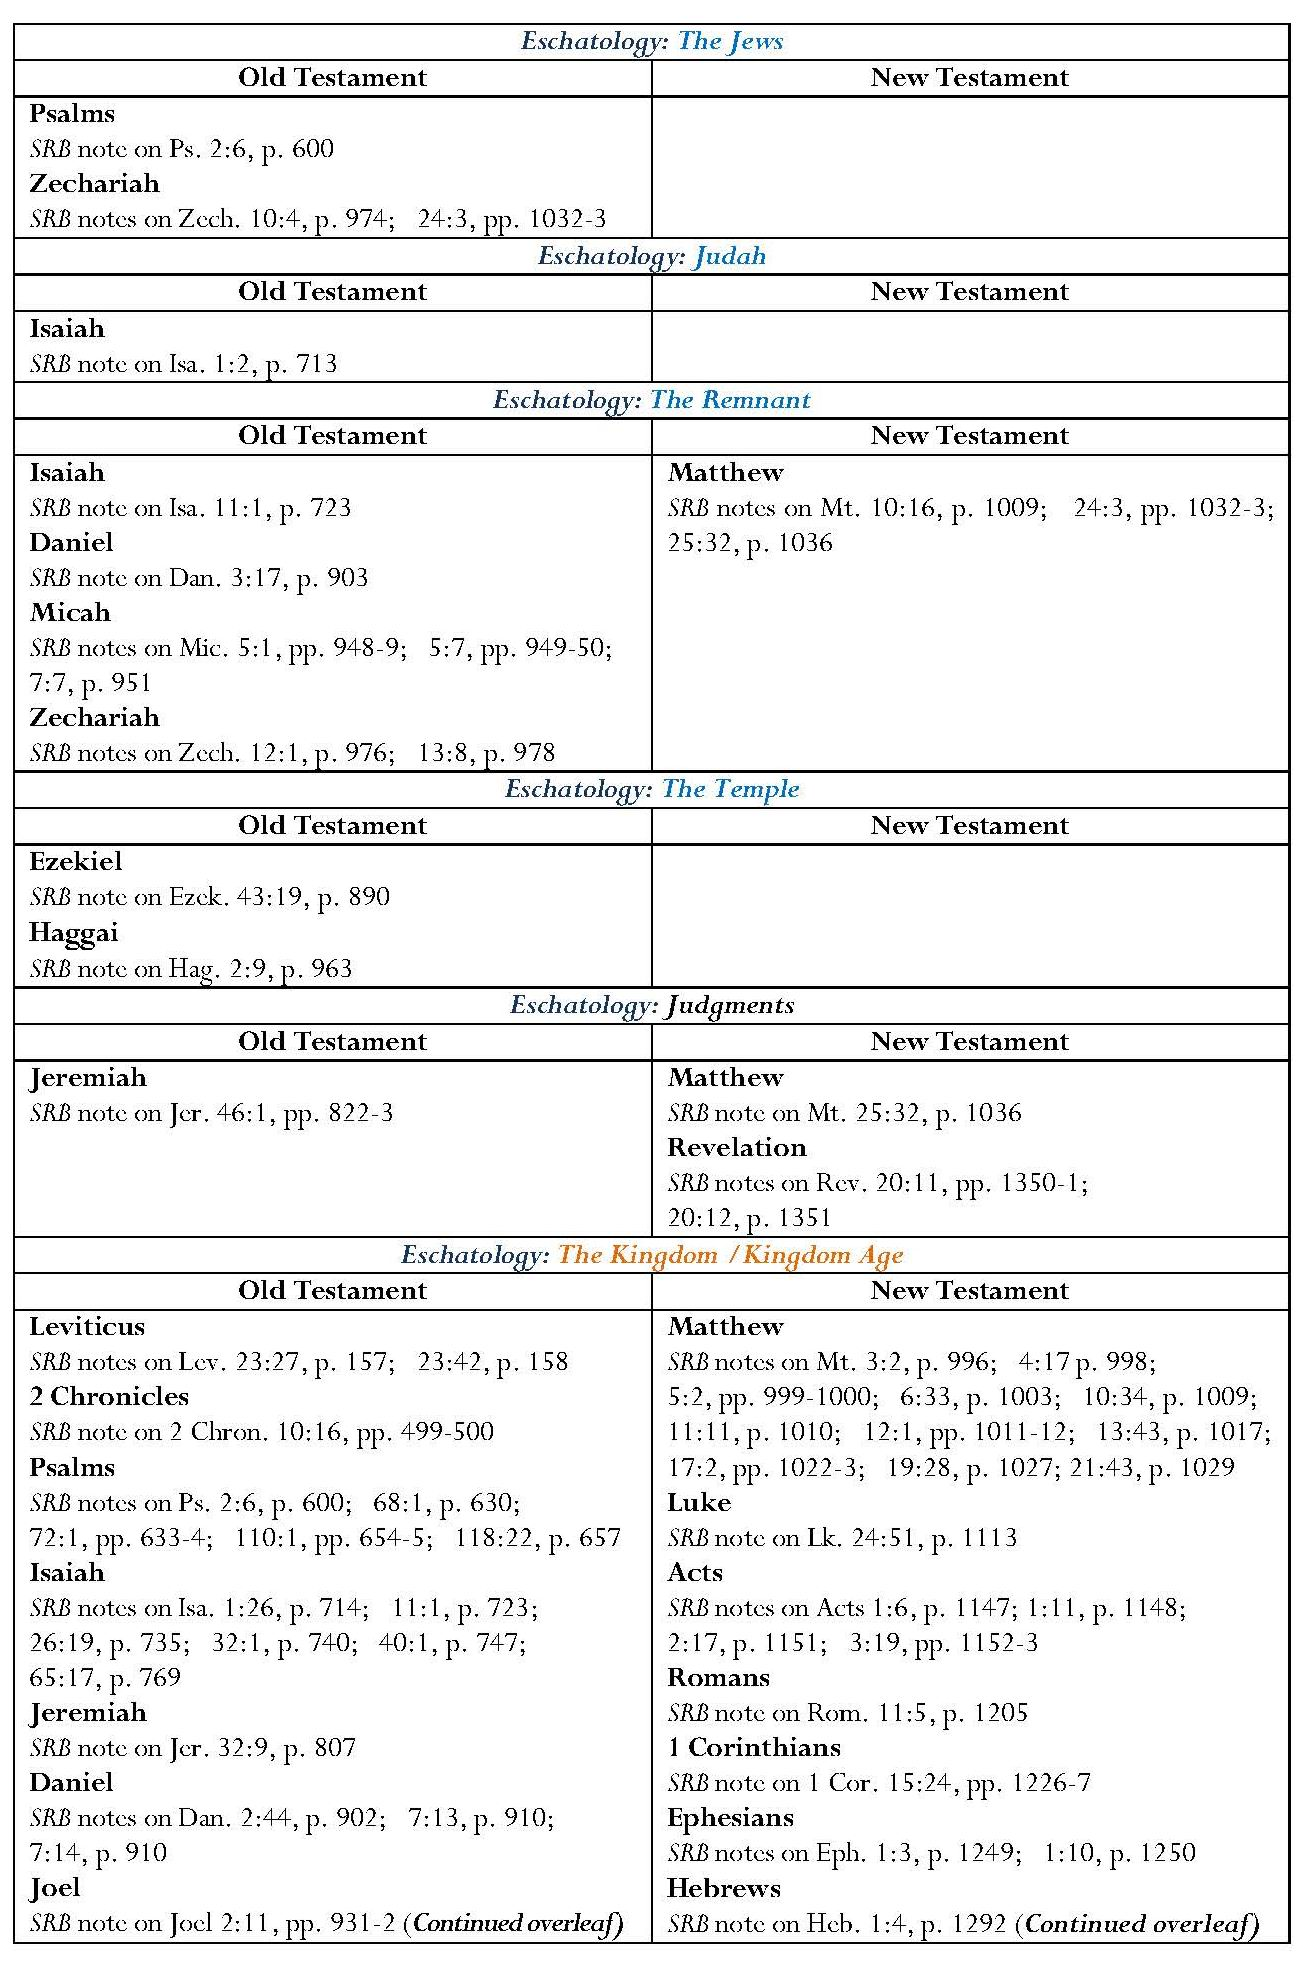 Eschatology: The Jews
Old Testament
New Testament
Psalms
SRB note on Ps. 2:6, p. 600
Zechariah
SRB notes on Zech. 10:4, p. 974; 24:3, pp. 1032-3
Eschatology: Judah
Old Testament
New Testament
Isaiah
SRB note on Isa. 1:2, p. 713
Eschatology: The Remnant
Old Testament
New Testament
Isaiah
SRB note on Isa. 11:1, p. 723
Daniel
SRB note on Dan. 3:17, p. 903
Micah
SRB notes on Mic. 5:1, pp. 948-9; 5:7, pp. 949-50;
7:7, p. 951
Zechariah
SRB notes on Zech. 12:1, p. 976; 13:8, p. 978
Matthew
SRB notes on Mt. 10:16, p. 1009; 24:3, pp. 1032-3;
25:32, p. 1036
Eschatology: The Temple
Old Testament
New Testament
Ezekiel
SRB note on Ezek. 43:19, p. 890
Haggai
SRB note on Hag. 2:9, p. 963
Eschatology: Judgments
Old Testament
New Testament
Jeremiah
SRB note on Jer. 46:1, pp. 822-3
Matthew
SRB note on Mt. 25:32, p. 1036
Revelation
SRB notes on Rev. 20:11, pp. 1350-1;
20:12, p. 1351
Eschatology: The Kingdom /Kingdom Age
Old Testament
New Testament
Leviticus
SRB notes on Lev. 23:27, p. 157; 23:42, p. 158
2 Chronicles
SRB note on 2 Chron. 10:16, pp. 499-500
Psalms
SRB notes on Ps. 2:6, p. 600; 68:1, p. 630;
72:1, pp. 633-4; 110:1, pp. 654-5; 118:22, p. 657
Isaiah
SRB notes on Isa. 1:26, p. 714; 11:1, p. 723;
26:19, p. 735; 32:1, p. 740; 40:1, p. 747;
65:17, p. 769
Jeremiah
SRB note on Jer. 32:9, p. 807
Daniel
SRB notes on Dan. 2:44, p. 902; 7:13, p. 910;
7:14, p. 910
Joel
SRB note on Joel 2:11, pp. 931-2 (Continued overleaf)
Matthew
SRB notes on Mt. 3:2, p. 996; 4:17 p. 998;
5:2, pp. 999-1000; 6:33, p. 1003; 10:34, p. 1009;
11:11, p. 1010; 12:1, pp. 1011-12; 13:43, p. 1017;
17:2, pp. 1022-3; 19:28, p. 1027; 21:43, p. 1029
Luke
SRB note on Lk. 24:51, p. 1113
Acts
SRB notes on Acts 1:6, p. 1147; 1:11, p. 1148;
2:17, p. 1151; 3:19, pp. 1152-3
Romans
SRB note on Rom. 11:5, p. 1205
1 Corinthians
SRB note on 1 Cor. 15:24, pp. 1226-7
Ephesians
SRB notes on Eph. 1:3, p. 1249; 1:10, p. 1250
Hebrews
SRB note on Heb. 1:4, p. 1292 (Continued overleaf)